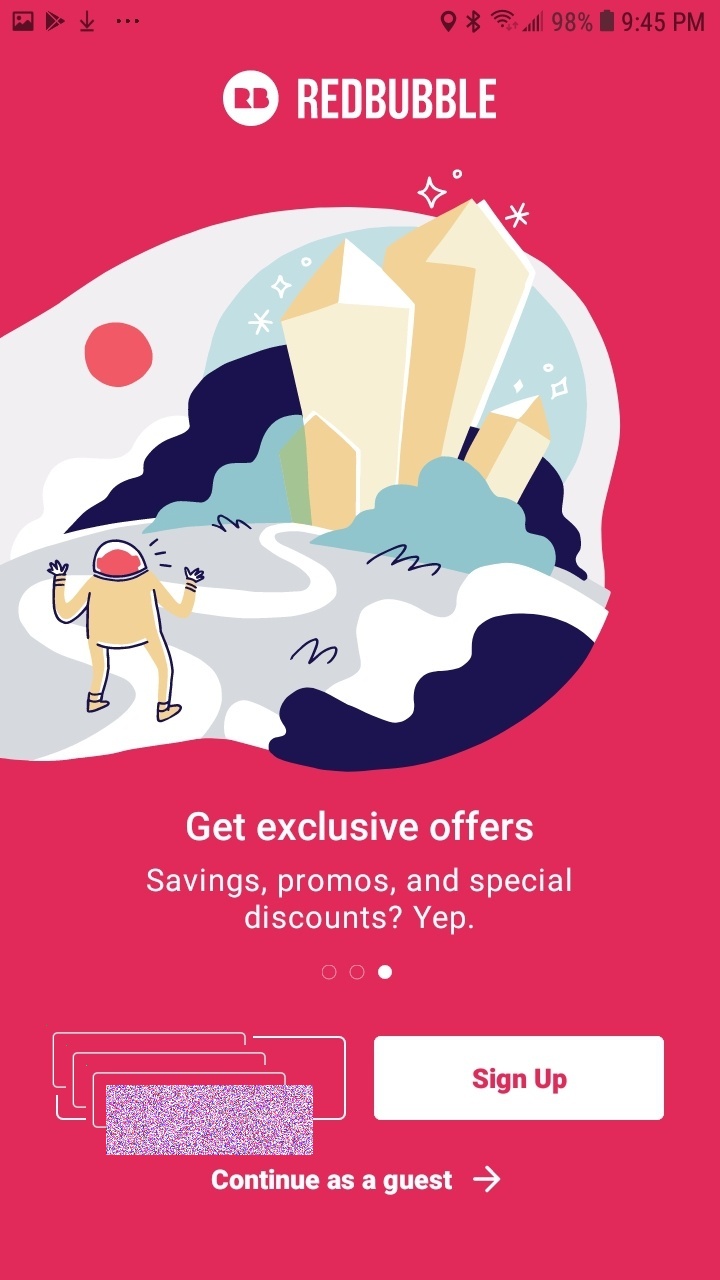 98% 9:45 PM
RB REDBUBBLE
Get exclusive offers
Savings, promos, and special
discounts? Yep.
Sign Up
Continue as a guest